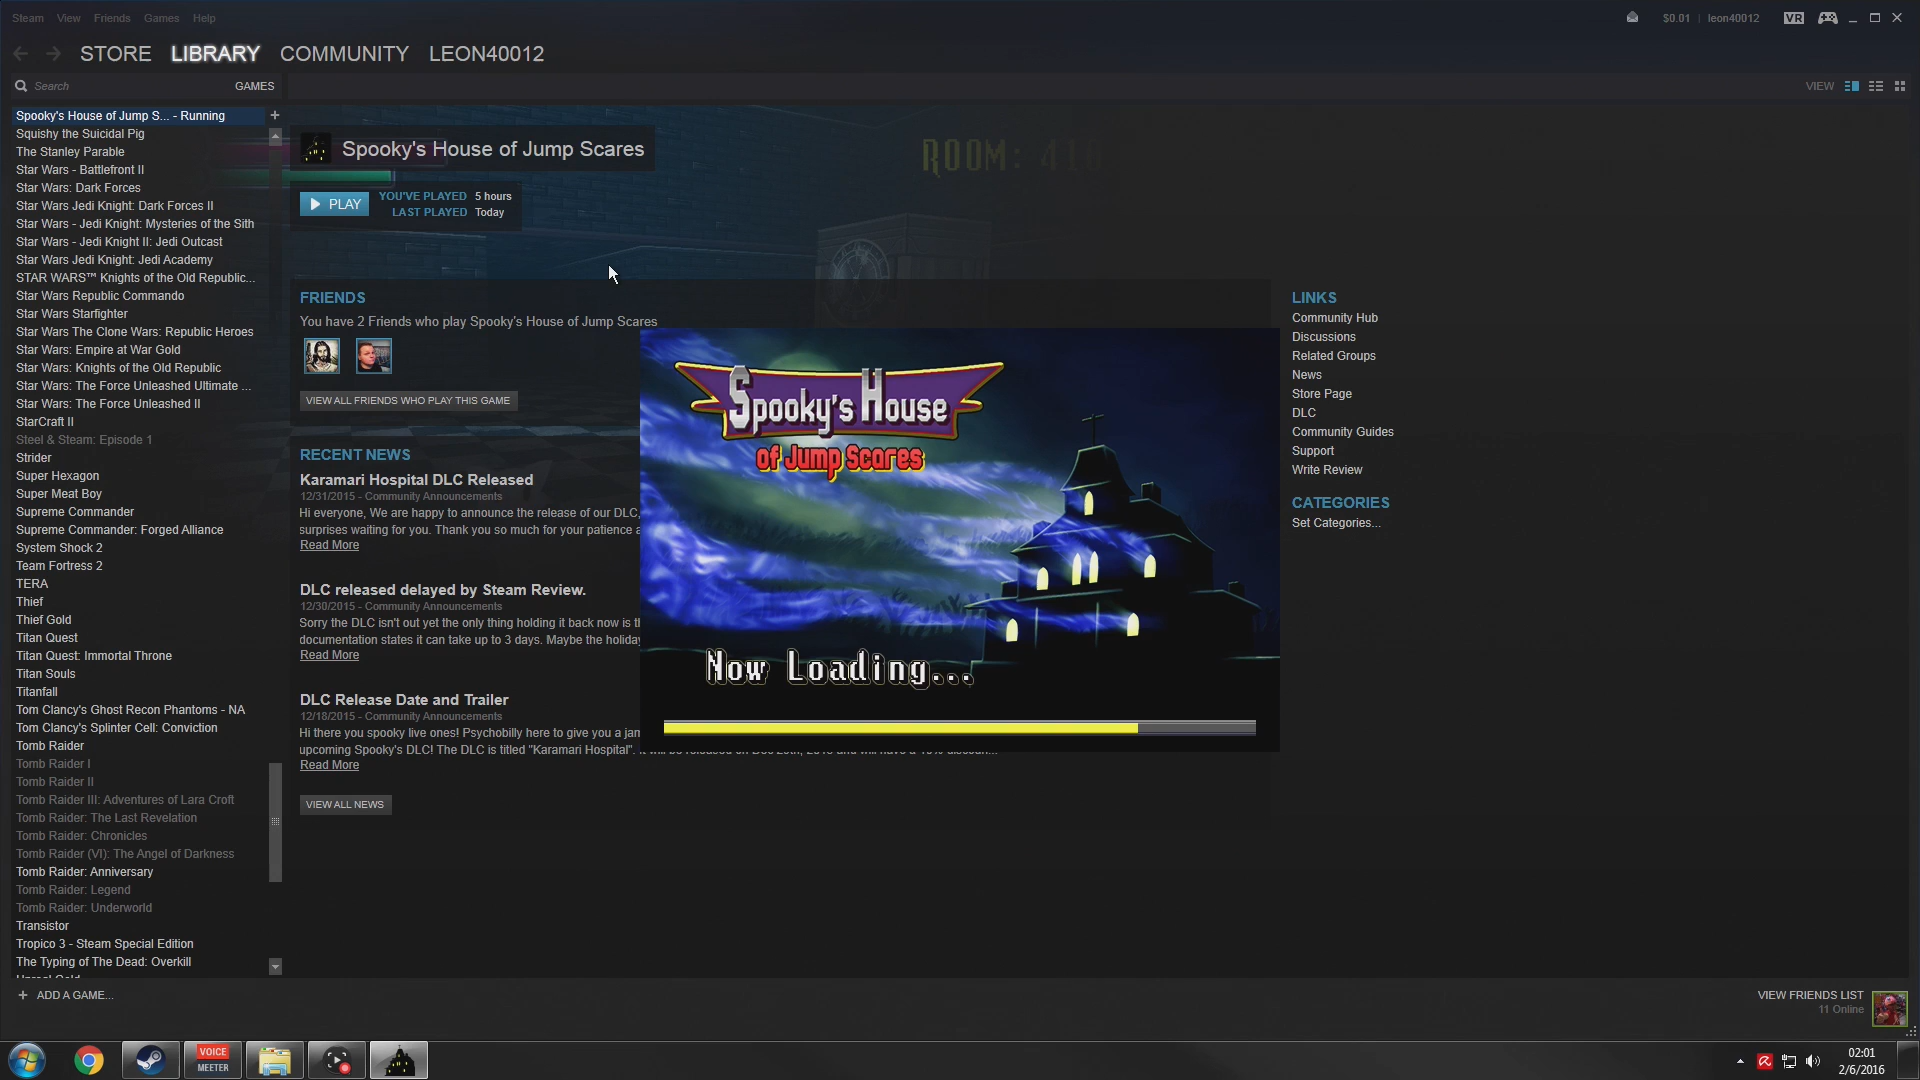 Steam View Friends Games Help
$0.01 | leon40012 VR
STORE LIBRARY COMMUNITY LEON40012
Search GAMES
VIEW
Spooky's House of Jump S... - Running
Squishy the Suicidal Pig
The Stanley Parable
Star Wars - Battlefront II
Star Wars: Dark Forces
Star Wars Jedi Knight: Dark Forces II
Star Wars - Jedi Knight: Mysteries of the Sith
Star Wars - Jedi Knight II: Jedi Outcast
Star Wars Jedi Knight: Jedi Academy
STAR WARS™ Knights of the Old Republic...
Star Wars Republic Commando
Star Wars Starfighter
Star Wars The Clone Wars: Republic Heroes
Star Wars: Empire at War Gold
Star Wars: Knights of the Old Republic
Star Wars: The Force Unleashed Ultimate ...
Star Wars: The Force Unleashed II
StarCraft II
Steel & Steam: Episode 1
Strider
Super Hexagon
Super Meat Boy
Supreme Commander
Supreme Commander: Forged Alliance
System Shock 2
Team Fortress 2
TERA
Thief
Thief Gold
Titan Quest
Titan Quest: Immortal Throne
Titan Souls
Titanfall
Tom Clancy's Ghost Recon Phantoms - NA
Tom Clancy's Splinter Cell: Conviction
Tomb Raider
Tomb Raider I
Tomb Raider II
Tomb Raider III: Adventures of Lara Croft
Tomb Raider: The Last Revelation
Tomb Raider: Chronicles
Tomb Raider (VI): The Angel of Darkness
Tomb Raider: Anniversary
Tomb Raider: Legend
Tomb Raider: Underworld
Transistor
Tropico 3 - Steam Special Edition
The Typing of The Dead: Overkill
+ ADD A GAME...
Spooky's House of Jump Scares
ROOM:
PLAY
YOU'VE PLAYED 5 hours
LAST PLAYED Today
FRIENDS
You have 2 Friends who play Spooky's House of Jump Scares
VIEW ALL FRIENDS WHO PLAY THIS GAME
RECENT NEWS
Karamari Hospital DLC Released
12/31/2015 - Community Announcements
Hi everyone, We are happy to announce the release of our DLC,
surprises waiting for you. Thank you so much for your patience a
Read More
DLC released delayed by Steam Review.
12/30/2015 - Community Announcements
Sorry the DLC isn't out yet the only thing holding it back now is
documentation states it can take up to 3 days. Maybe the holiday
Read More
DLC Release Date and Trailer
12/18/2015 - Community Announcements
Hi there you spooky live ones! Psychobilly here to give you a jam
upcoming Spooky's DLC! The DLC is titled "Karamari Hospital".
Read More
VIEW ALL NEWS
Spooky's House
of Jump Scares
Now Loading...
LINKS
Community Hub
Discussions
Related Groups
News
Store Page
DLC
Community Guides
Support
Write Review
CATEGORIES
Set Categories...
VIEW FRIENDS LIST
11 Online
VOICE
MEETER
02:01
2/6/2016